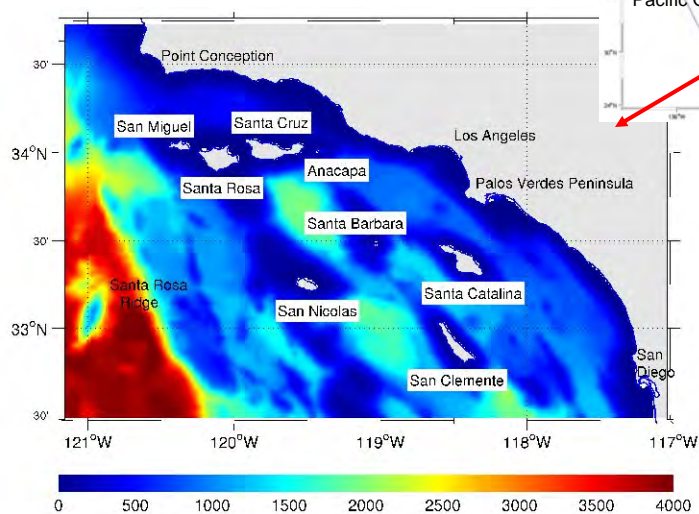 Pacific
Point Conception
San Miguel
Santa Cruz
Los Angeles
Santa Rosa
Anacapa
Palos Verdes Peninsula
Santa Barbara
Santa Rosa
Ridge
San Nicolas
Santa Catalina
San Clemente
San
Diego
30'
34°N
30'
33°N
30'
121°W 120°W 119°W 118°W 117°W
0 500 1000 1500 2000 2500 3000 3500 4000